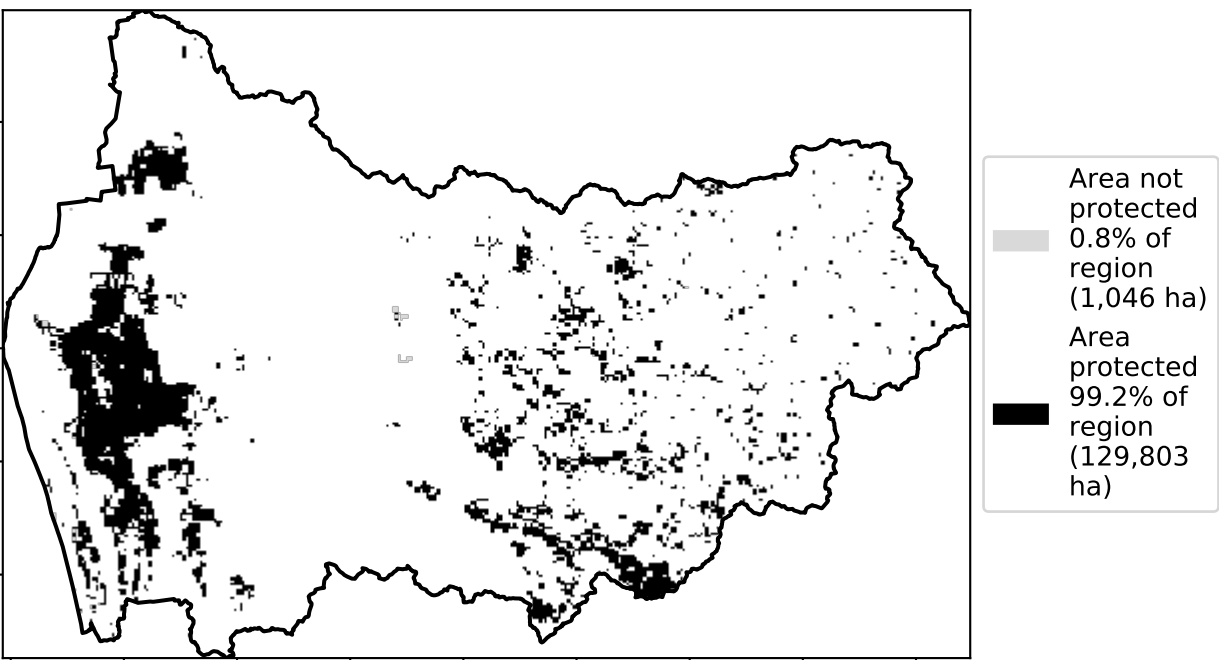 Area not
protected
0.8% of
region
(1,046 ha)
Area
protected
99.2% of
region
(129,803
ha)